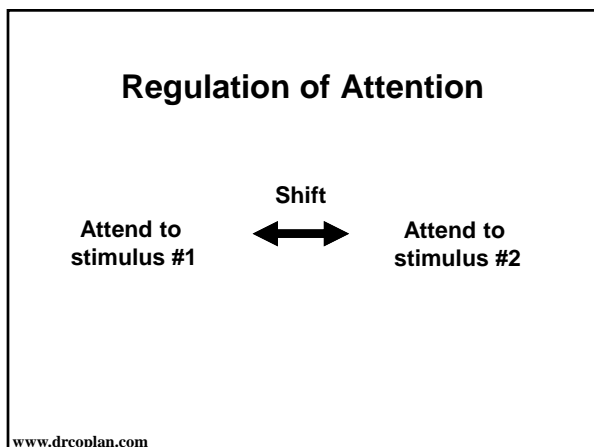 Regulation of Attention
Shift
Attend to
stimulus #1
Attend to
stimulus #2
www.drcoplan.com